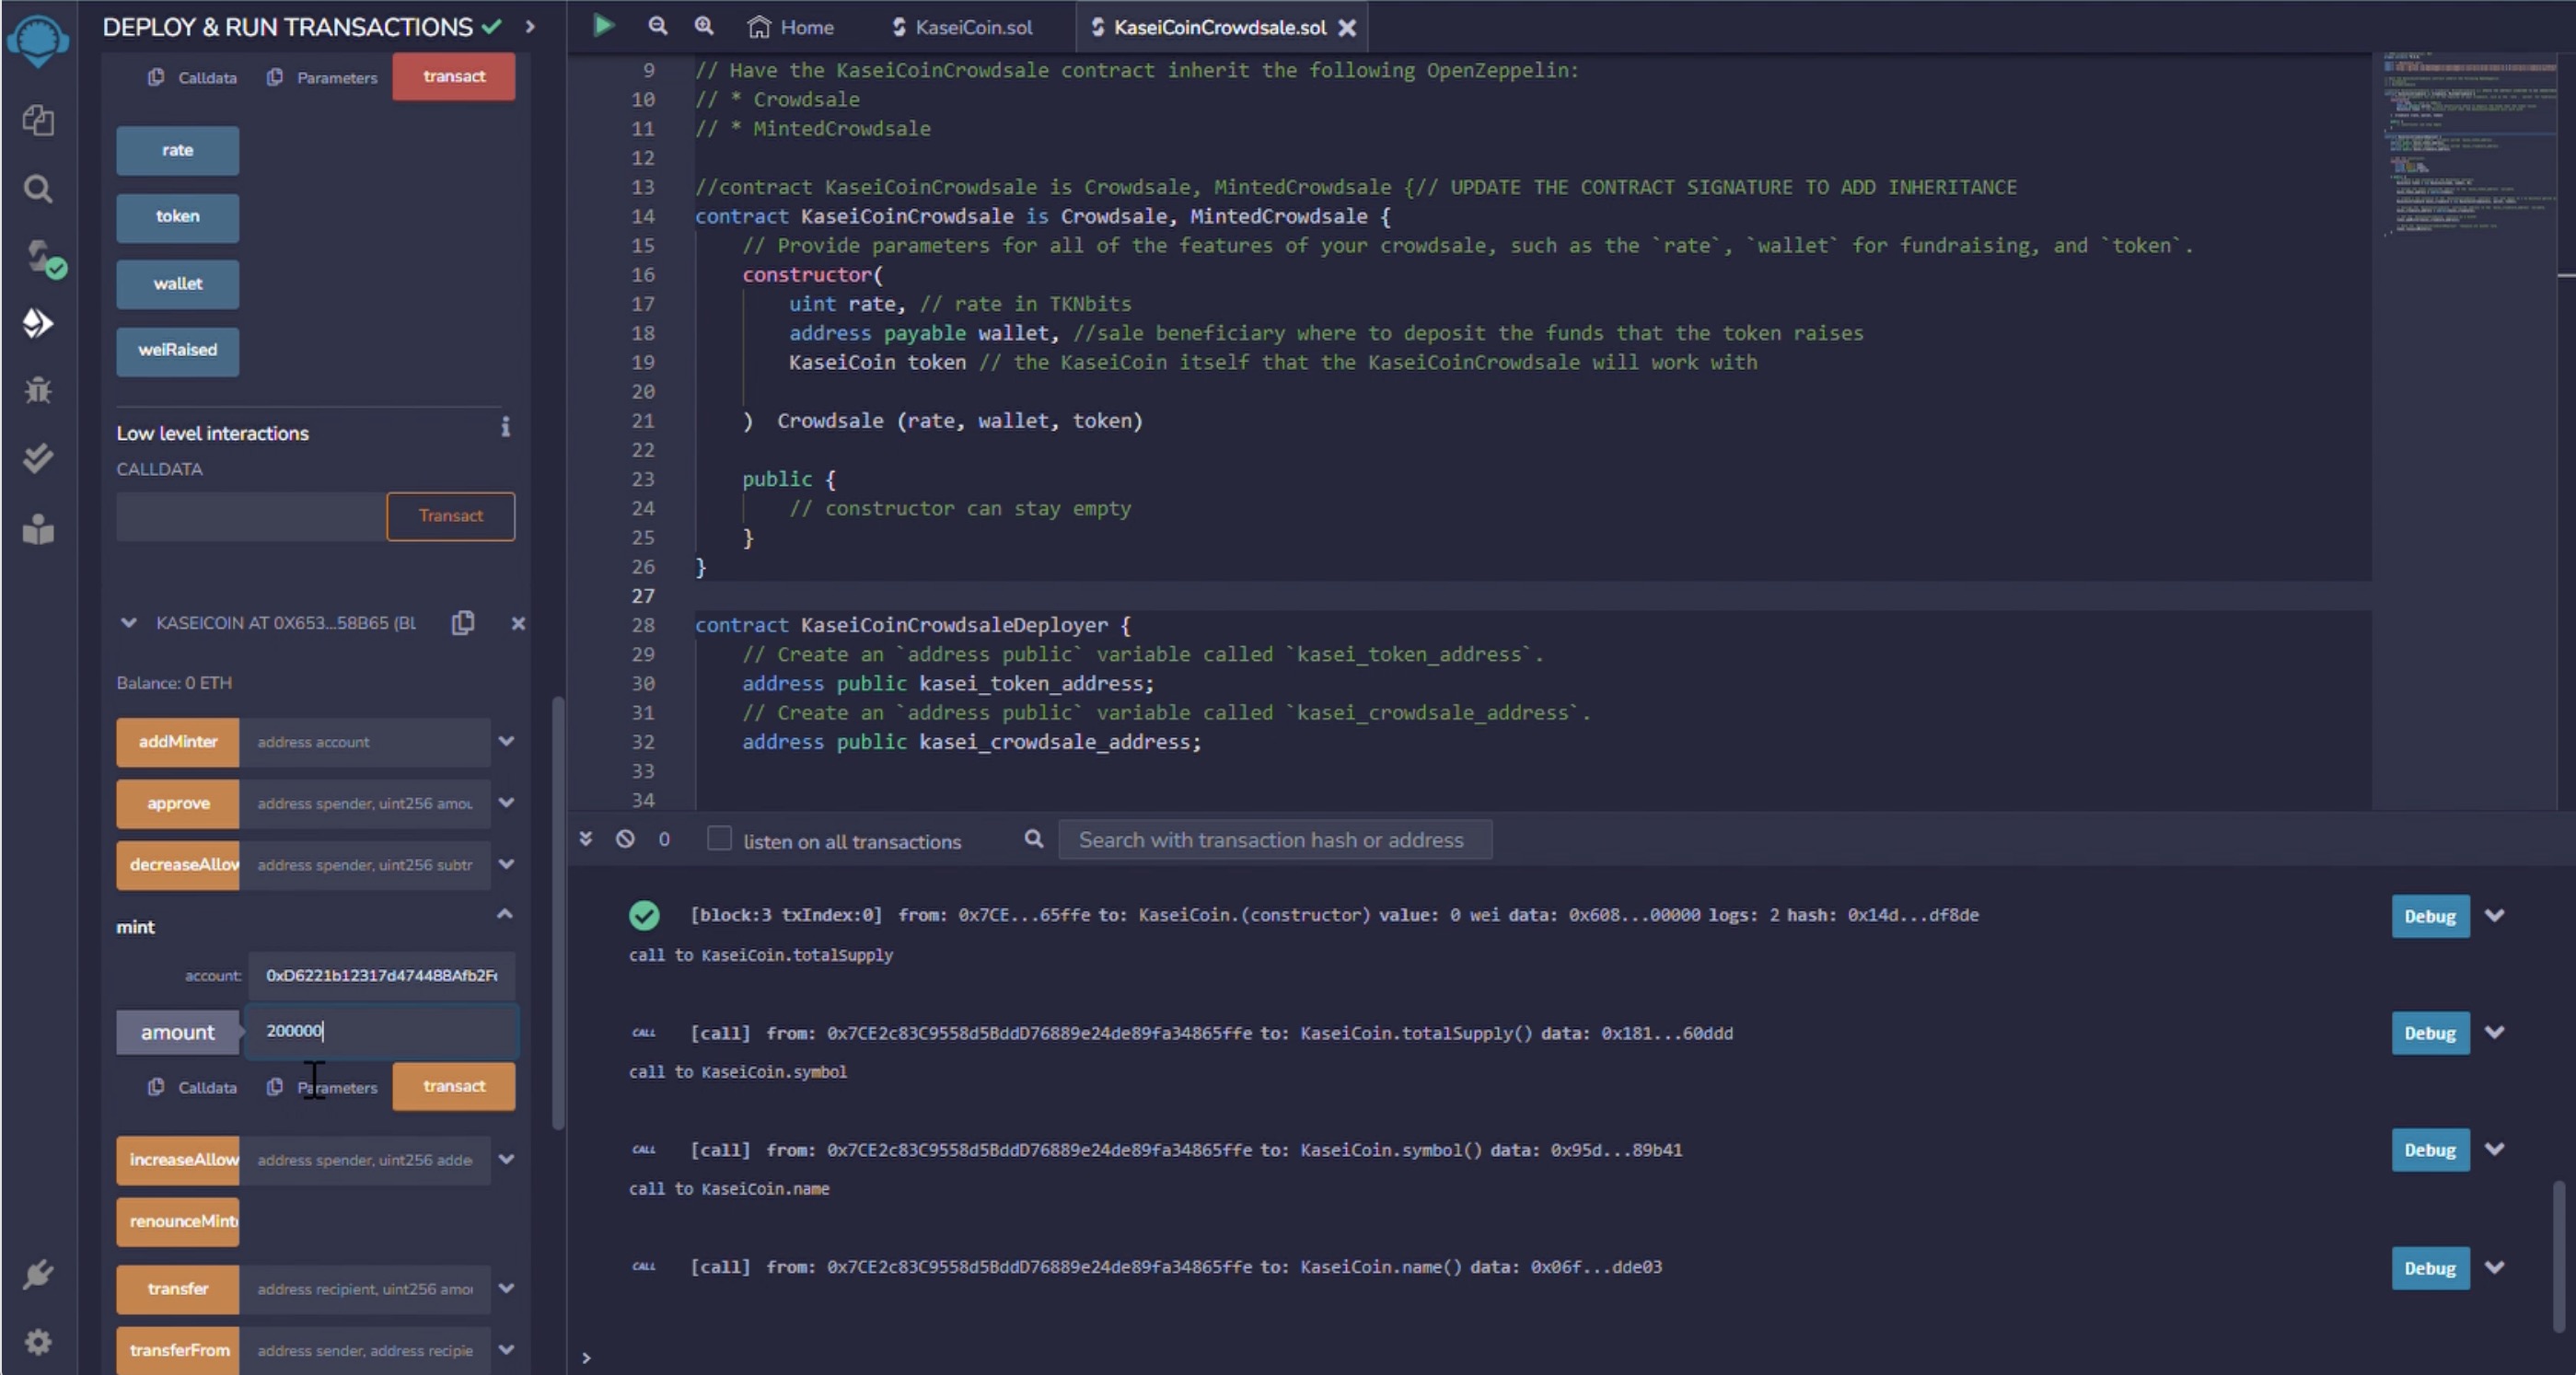 DEPLOY & RUN TRANSACTIONS
Calldata Parameters transact
rate
token
wallet
weiRaised
Low level interactions
CALLDATA
Transact
KASEICOIN AT 0X653...58B65 (BL
Balance: 0 ETH
addMinter address account
approve address spender, uint256 amou
decreaseAllow address spender, uint256 subtr
mint
account: 0xD6221b12317d474488Afb2F
amount 200000
Calldata Parameters transact
increaseAllow address spender, uint256 adde
renounceMint
transfer address recipient, uint256 amou
transferFrom address sender, address recipie
Home KaseiCoin.sol KaseiCoinCrowdsale.sol
9 // Have the KaseiCoinCrowdsale contract inherit the following OpenZeppelin:
10 // * Crowdsale
11 // * MintedCrowdsale
12
13 //contract KaseiCoinCrowdsale is Crowdsale, MintedCrowdsale {// UPDATE THE CONTRACT SIGNATURE TO ADD INHERITANCE
14 contract KaseiCoinCrowdsale is Crowdsale, MintedCrowdsale {
15 // Provide parameters for all of the features of your crowdsale, such as the `rate`, `wallet` for fundraising, and `token`.
16 constructor(
17 uint rate, // rate in TKNbits
18 address payable wallet, //sale beneficiary where to deposit the funds that the token raises
19 KaseiCoin token // the KaseiCoin itself that the KaseiCoinCrowdsale will work with
20
21 ) Crowdsale (rate, wallet, token)
22
23 public {
24 // constructor can stay empty
25 }
26 }
27
28 contract KaseiCoinCrowdsaleDeployer {
29 // Create an `address public` variable called `kasei_token_address`.
30 address public kasei_token_address;
31 // Create an `address public` variable called `kasei_crowdsale_address`.
32 address public kasei_crowdsale_address;
33
34
0 listen on all transactions Search with transaction hash or address
[block:3 txIndex:0] from: 0x7CE...65ffe to: KaseiCoin.(constructor) value: 0 wei data: 0x608...00000 logs: 2 hash: 0x14d...df8de Debug
call to KaseiCoin.totalSupply
CALL [call] from: 0x7CE2c83C9558d5BddD76889e24de89fa34865ffe to: KaseiCoin.totalSupply() data: 0x181...60ddd Debug
call to KaseiCoin.symbol
CALL [call] from: 0x7CE2c83C9558d5BddD76889e24de89fa34865ffe to: KaseiCoin.symbol() data: 0x95d...89b41 Debug
call to KaseiCoin.name
CALL [call] from: 0x7CE2c83C9558d5BddD76889e24de89fa34865ffe to: KaseiCoin.name() data: 0x06f...dde03 Debug
>